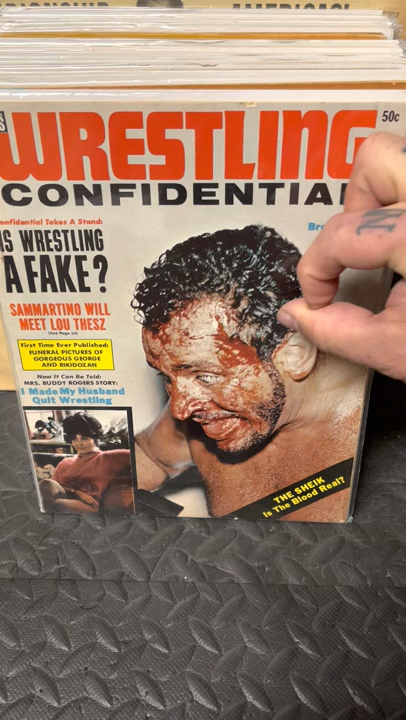 WRESTLING
50c
CONFIDENTIAL
Confidential Takes A Stand:
IS WRESTLING
A FAKE?
SAMMARTINO WILL
MEET LOU THESZ
(See Page 14)
First Time Ever Published:
FUNERAL PICTURES OF
GORGEOUS GEORGE
AND RIKIDOZAN
Now It Can Be Told:
MRS. BUDDY ROGERS STORY:
I Made My Husband
Quit Wrestling
THE SHEIK
Is The Blood Real?